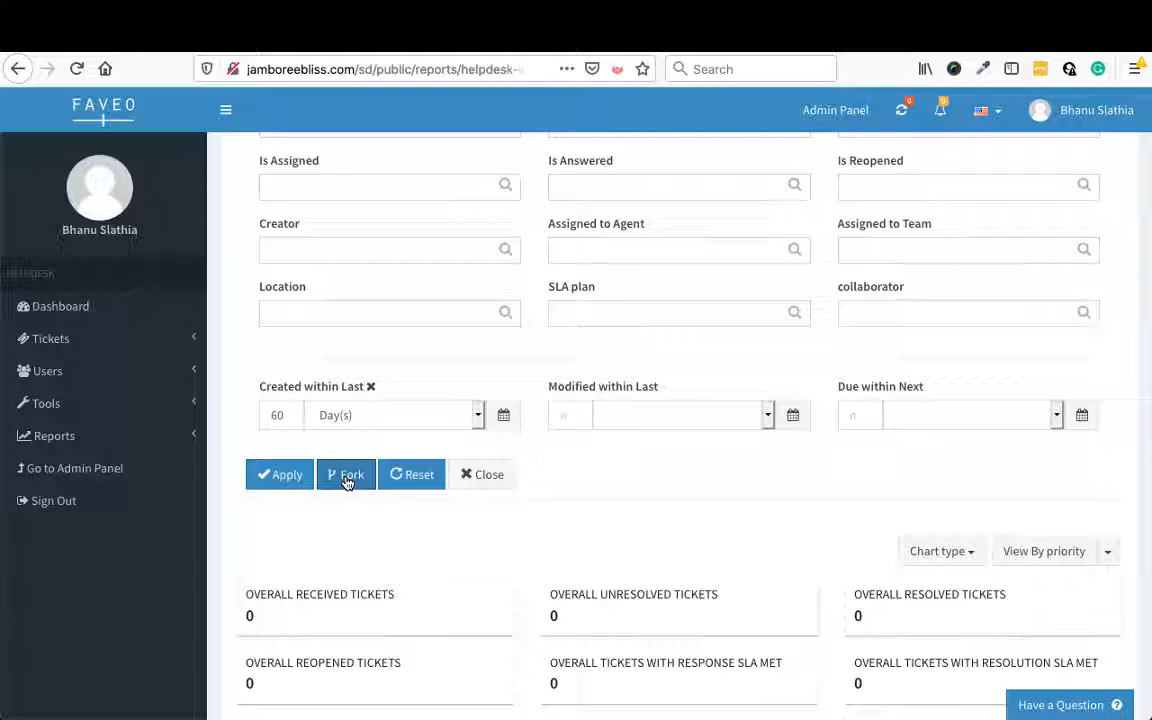 jamboreebliss.com/sd/public/reports/helpdesk-i
Search
FAVEO
Admin Panel
0
0
Bhanu Slathia
Bhanu Slathia
Is Assigned
Is Answered
Is Reopened
Creator
Assigned to Agent
Assigned to Team
Location
SLA plan
collaborator
Dashboard
Tickets
Users
Tools
Reports
Go to Admin Panel
Sign Out
Created within Last
Modified within Last
Due within Next
60
Day(s)
n
Apply
Fork
Reset
Close
Chart type
View By priority
OVERALL RECEIVED TICKETS
0
OVERALL UNRESOLVED TICKETS
0
OVERALL RESOLVED TICKETS
0
OVERALL REOPENED TICKETS
0
OVERALL TICKETS WITH RESPONSE SLA MET
0
OVERALL TICKETS WITH RESOLUTION SLA MET
0
Have a Question